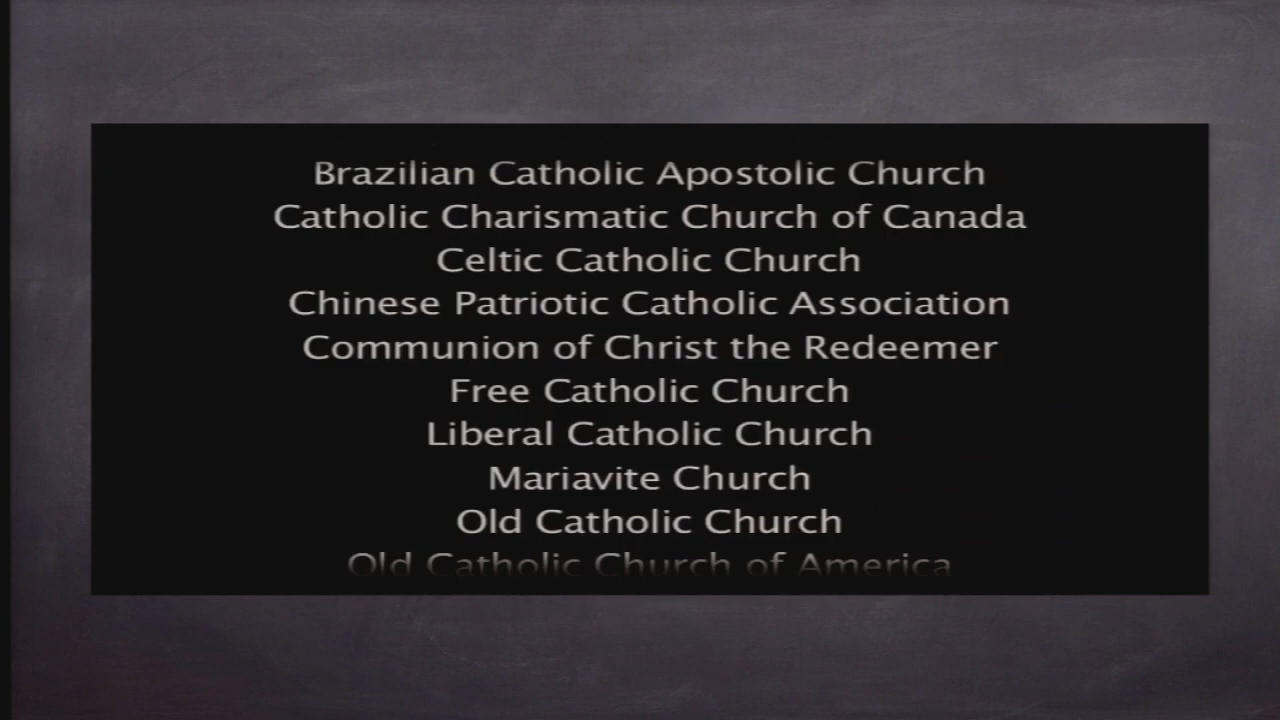 Brazilian Catholic Apostolic Church
Catholic Charismatic Church of Canada
Celtic Catholic Church
Chinese Patriotic Catholic Association
Communion of Christ the Redeemer
Free Catholic Church
Liberal Catholic Church
Mariavite Church
Old Catholic Church
Old Catholic Church of America